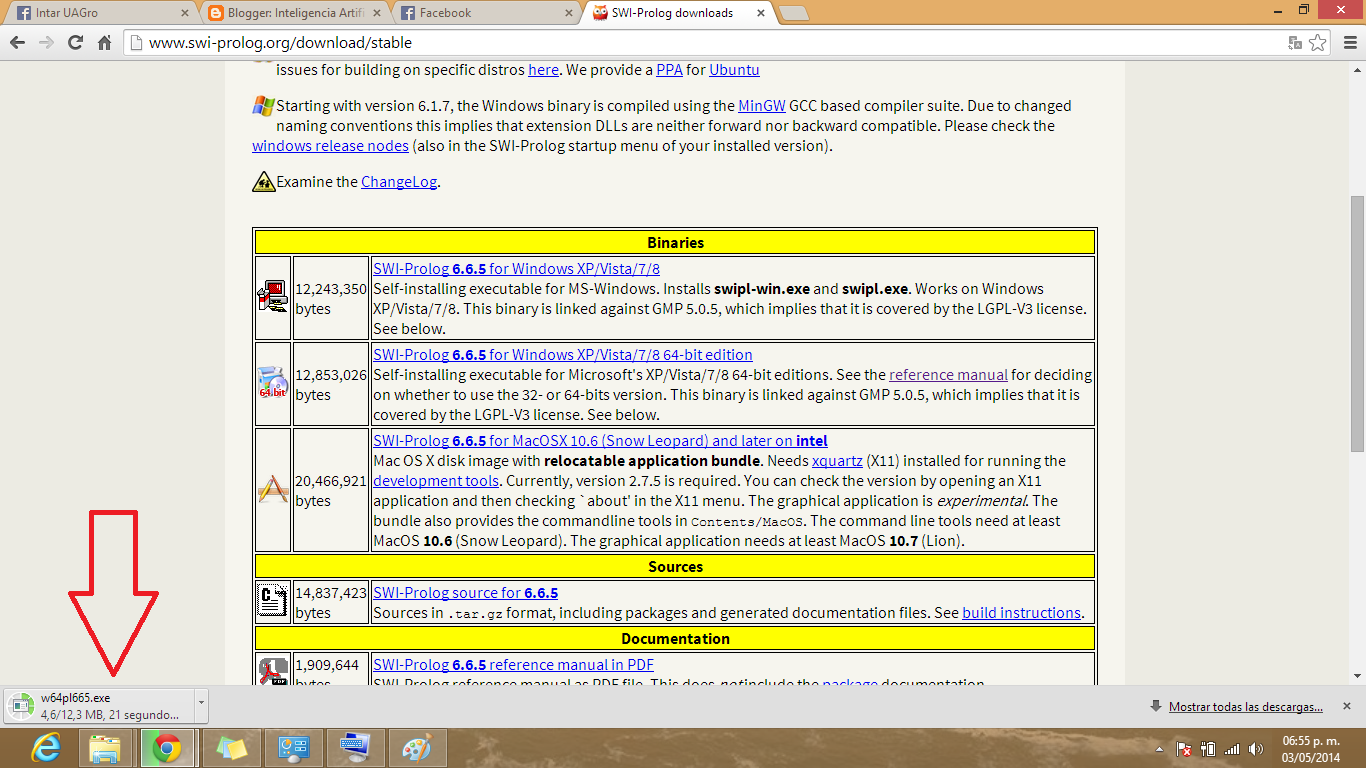 Intar UAGro
Blogger: Inteligencia Artifi
Facebook
SWI-Prolog downloads
www.swi-prolog.org/download/stable
issues for building on specific distros here. We provide a PPA for Ubuntu
Starting with version 6.1.7, the Windows binary is compiled using the MinGW GCC based compiler suite. Due to changed
naming conventions this implies that extension DLLs are neither forward nor backward compatible. Please check the
windows release nodes (also in the SWI-Prolog startup menu of your installed version).
Examine the ChangeLog.
Binaries
12,243,350
bytes
SWI-Prolog 6.6.5 for Windows XP/Vista/7/8
Self-installing executable for MS-Windows. Installs swipl-win.exe and swipl.exe. Works on Windows
XP/Vista/7/8. This binary is linked against GMP 5.0.5, which implies that it is covered by the LGPL-V3 license.
See below.
64 bit
12,853,026
bytes
SWI-Prolog 6.6.5 for Windows XP/Vista/7/8 64-bit edition
Self-installing executable for Microsoft's XP/Vista/7/8 64-bit editions. See the reference manual for deciding
on whether to use the 32- or 64-bits version. This binary is linked against GMP 5.0.5, which implies that it is
covered by the LGPL-V3 license. See below.
20,466,921
bytes
SWI-Prolog 6.6.5 for MacOSX 10.6 (Snow Leopard) and later on intel
Mac OS X disk image with relocatable application bundle. Needs xquartz (X11) installed for running the
development tools. Currently, version 2.7.5 is required. You can check the version by opening an X11
application and then checking `about' in the X11 menu. The graphical application is experimental. The
bundle also provides the commandline tools in Contents/MacOS. The command line tools need at least
MacOS 10.6 (Snow Leopard). The graphical application needs at least MacOS 10.7 (Lion).
Sources
C
14,837,423
bytes
SWI-Prolog source for 6.6.5
Sources in .tar.gz format, including packages and generated documentation files. See build instructions.
Documentation
PDF
1,909,644
bytes
SWI-Prolog 6.6.5 reference manual in PDF
SWI-Prolog reference manual as PDF file. This does not include the package documentation.
w64pl665.exe
4,6/12,3 MB, 21 segundo...
Mostrar todas las descargas...
06:55 p. m.
03/05/2014